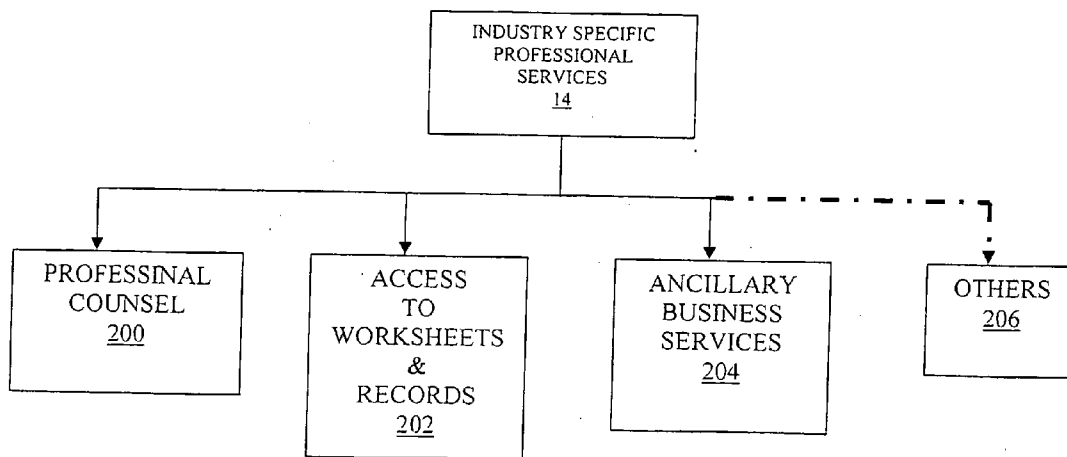 INDUSTRY SPECIFIC
PROFESSIONAL
SERVICES
14
PROFESSINAL
COUNSEL
200
ACCESS
TO
WORKSHEETS
&
RECORDS
202
ANCILLARY
BUSINESS
SERVICES
204
OTHERS
206